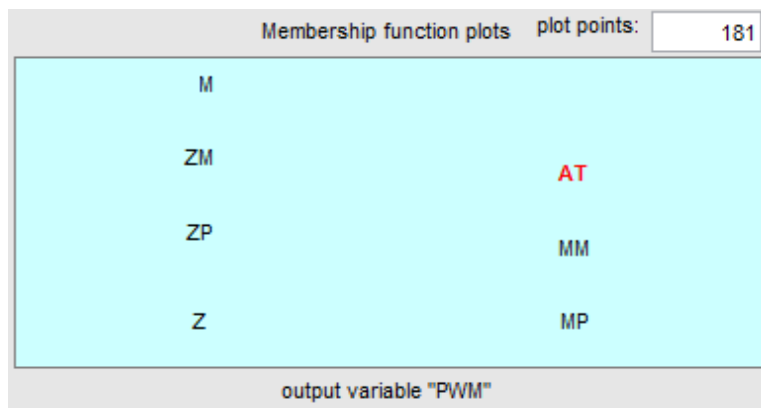 Membership function plots plot points: 181
M
ZM
AT
ZP
MM
Z MP
output variable "PWM"